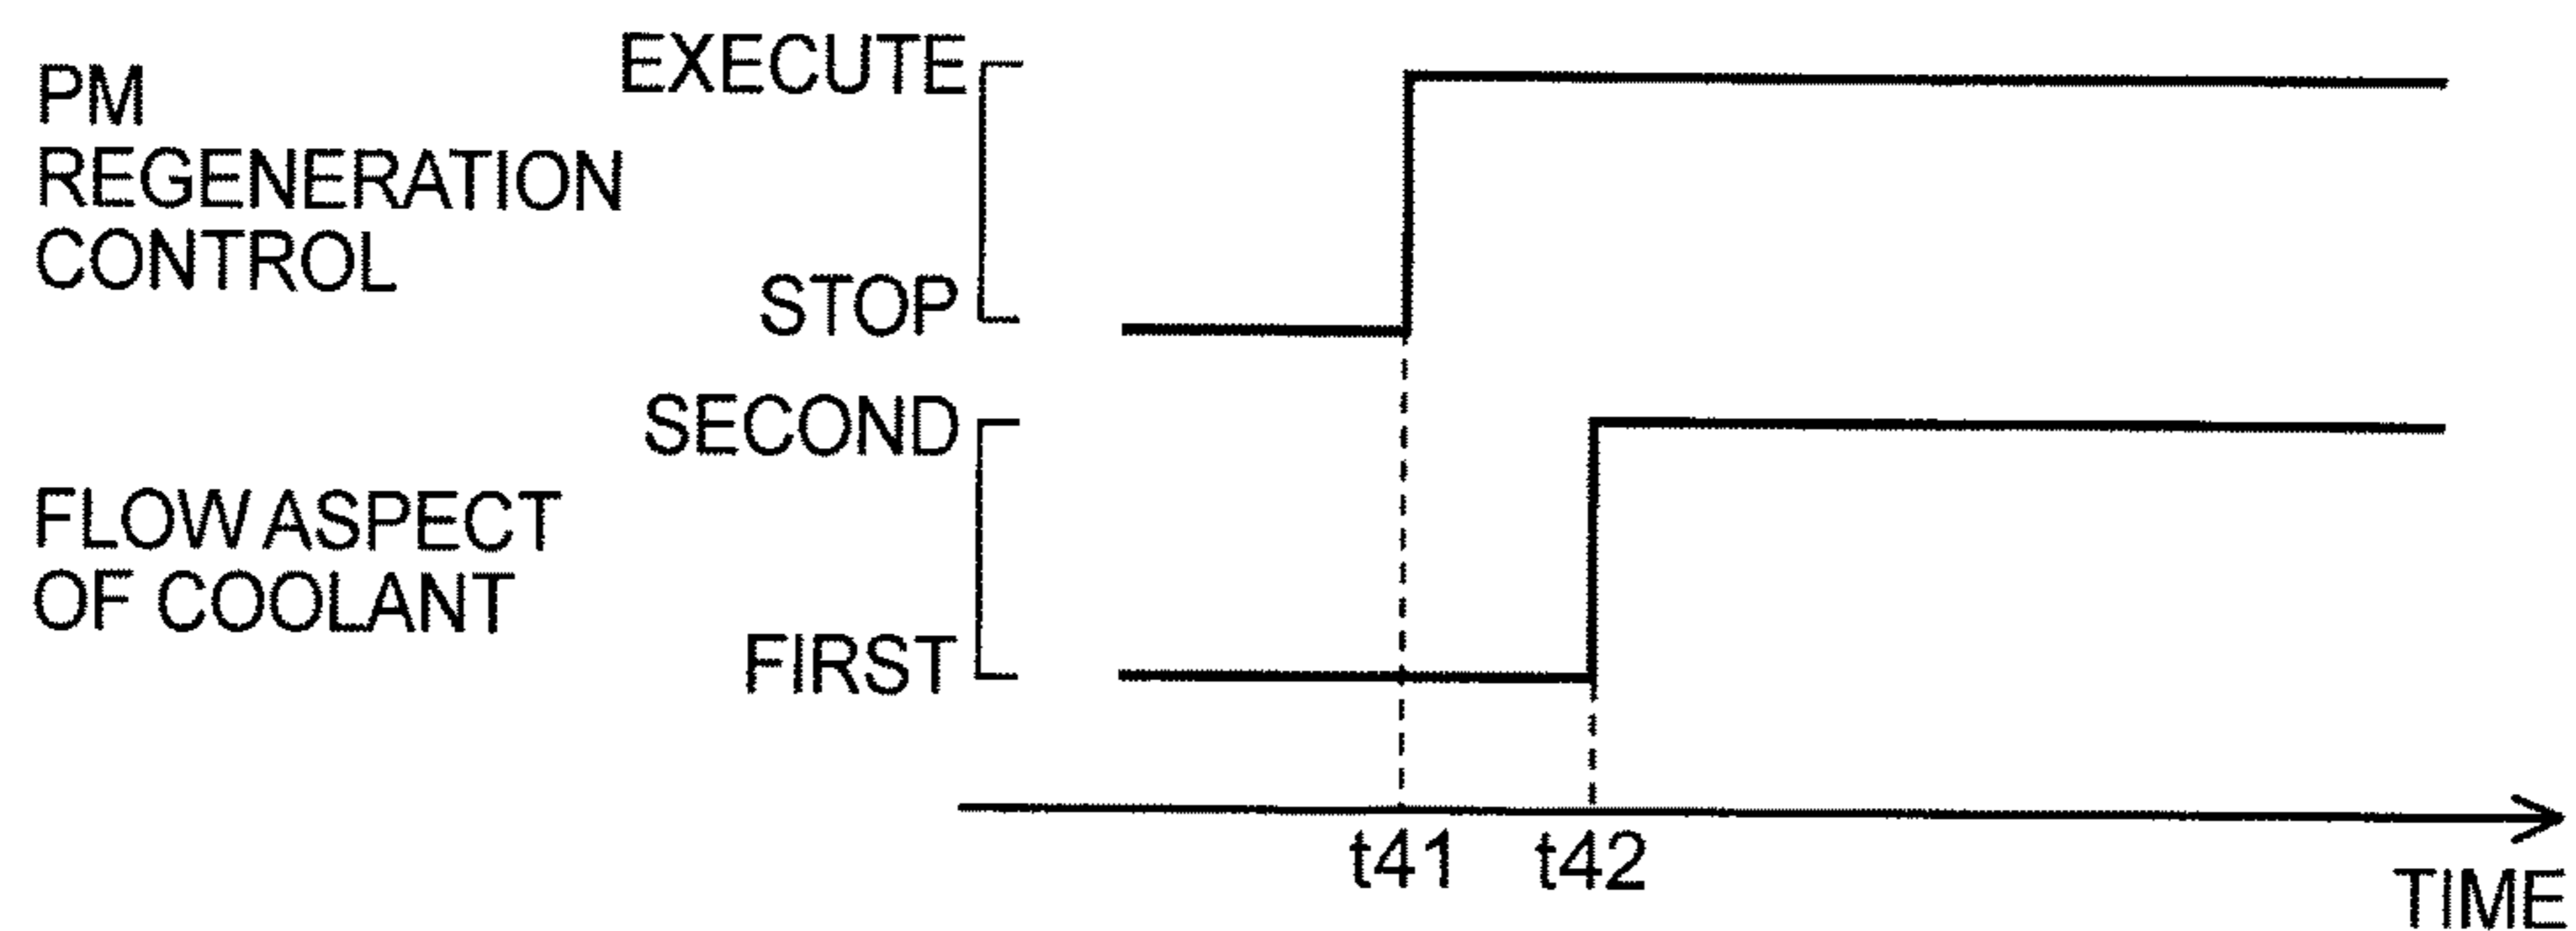 PM
REGENERATION
CONTROL
EXECUTE
STOP
FLOW ASPECT
OF COOLANT
SECOND
FIRST
t41
t42
TIME